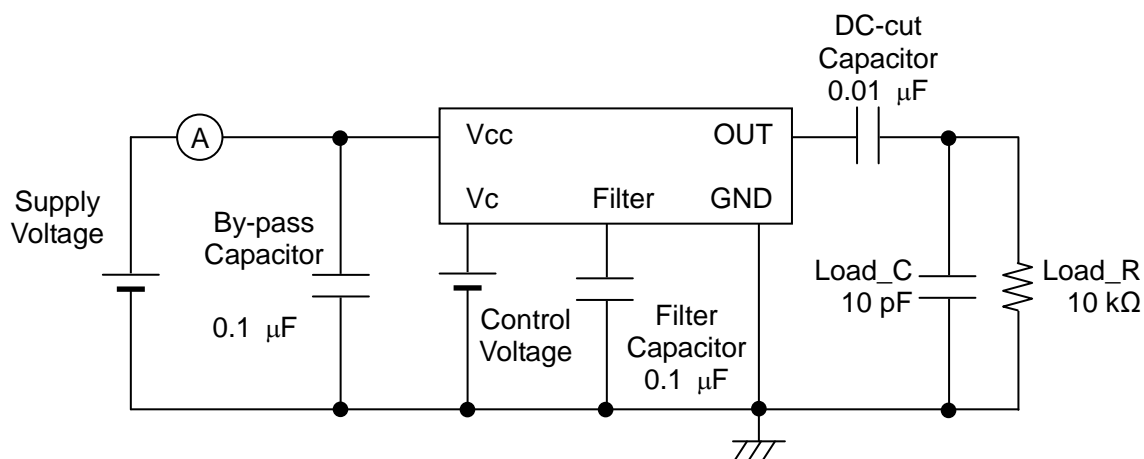 DC-cut
Capacitor
0.01 μF
A
Vcc
OUT
Supply
Voltage
By-pass
Capacitor
0.1 μF
Vc
Filter
GND
Control
Voltage
Filter
Capacitor
0.1 μF
Load_C
10 pF
Load_R
10 kΩ